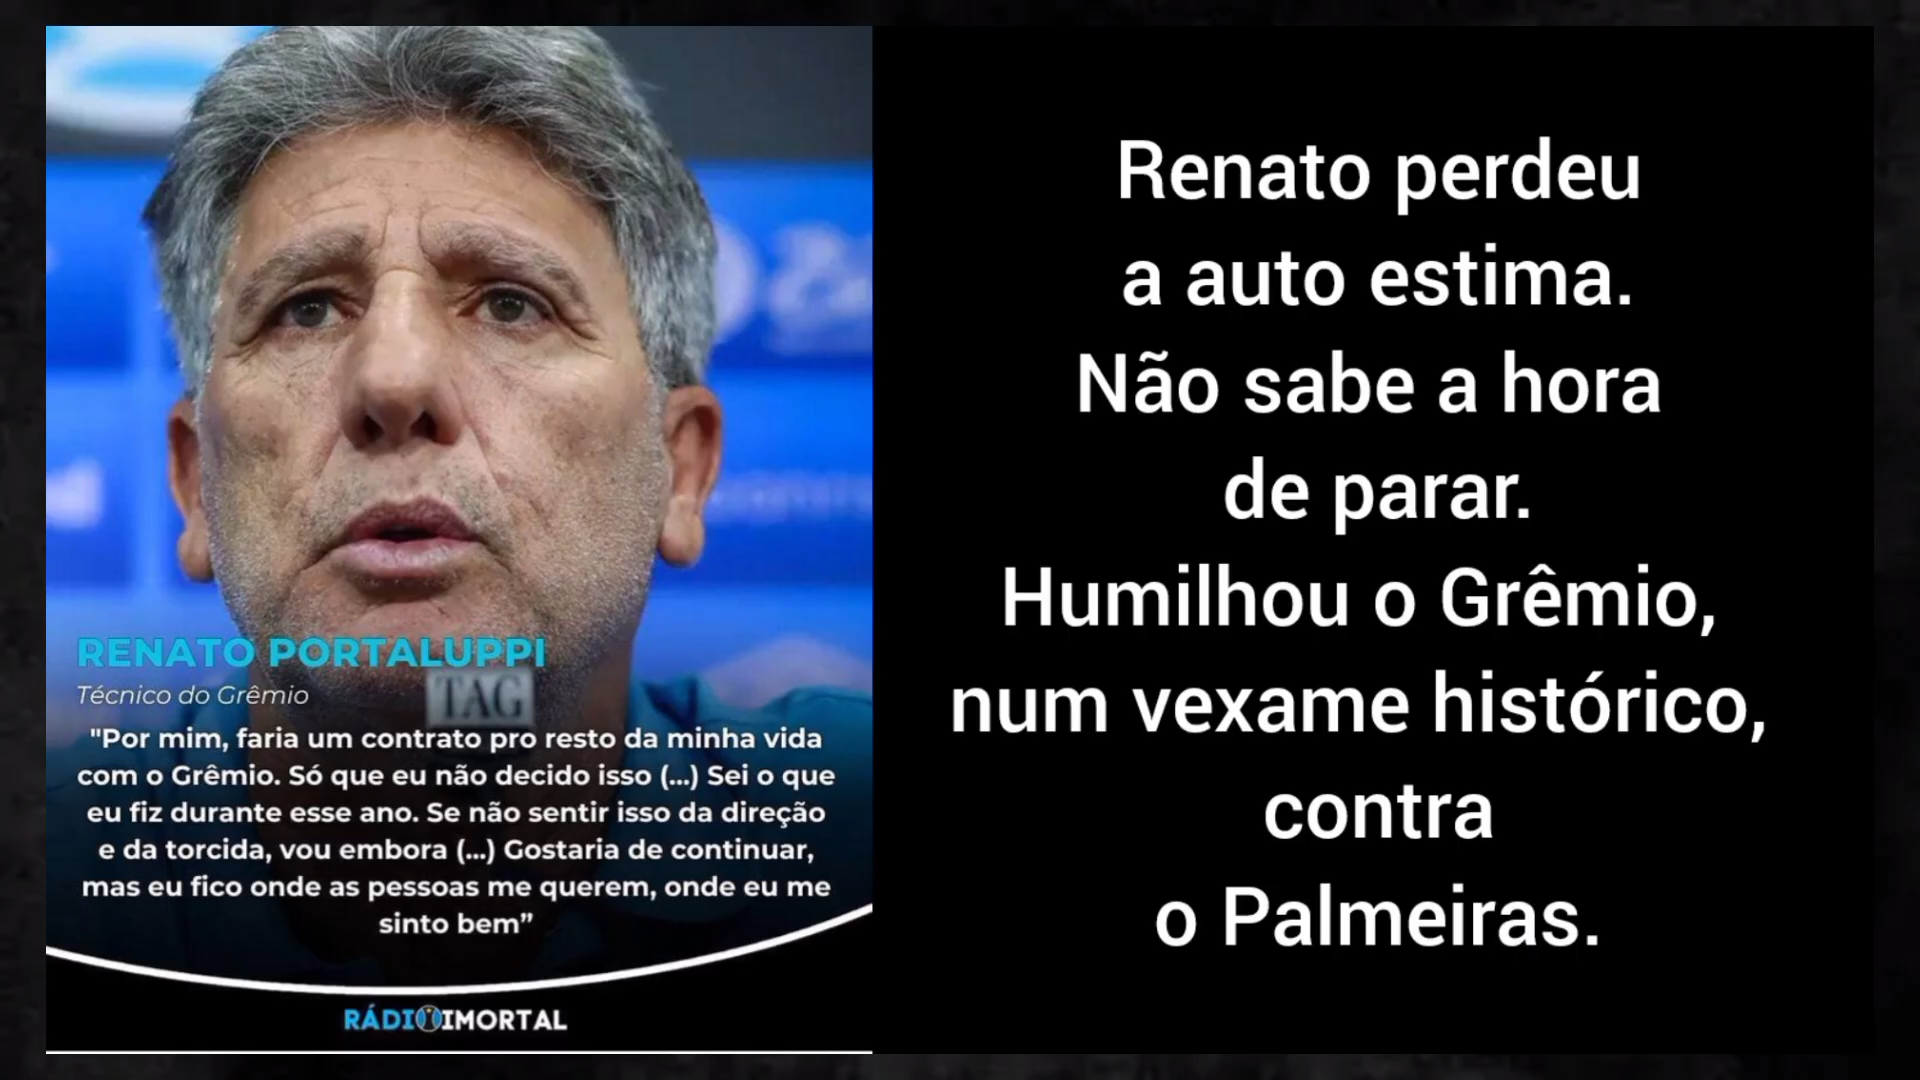 RENATO PORTALUPPI
Técnico do Grêmio
TAG
"Por mim, faria um contrato pro resto da minha vida
com o Grêmio. Só que eu não decido isso (...) Sei o que
eu fiz durante esse ano. Se não sentir isso da direção
e da torcida, vou embora (...) Gostaria de continuar,
mas eu fico onde as pessoas me querem, onde eu me
sinto bem”
RÁDIOIMORTAL
Renato perdeu
a auto estima.
Não sabe a hora
de parar.
Humilhou o Grêmio,
num vexame histórico,
contra
o Palmeiras.